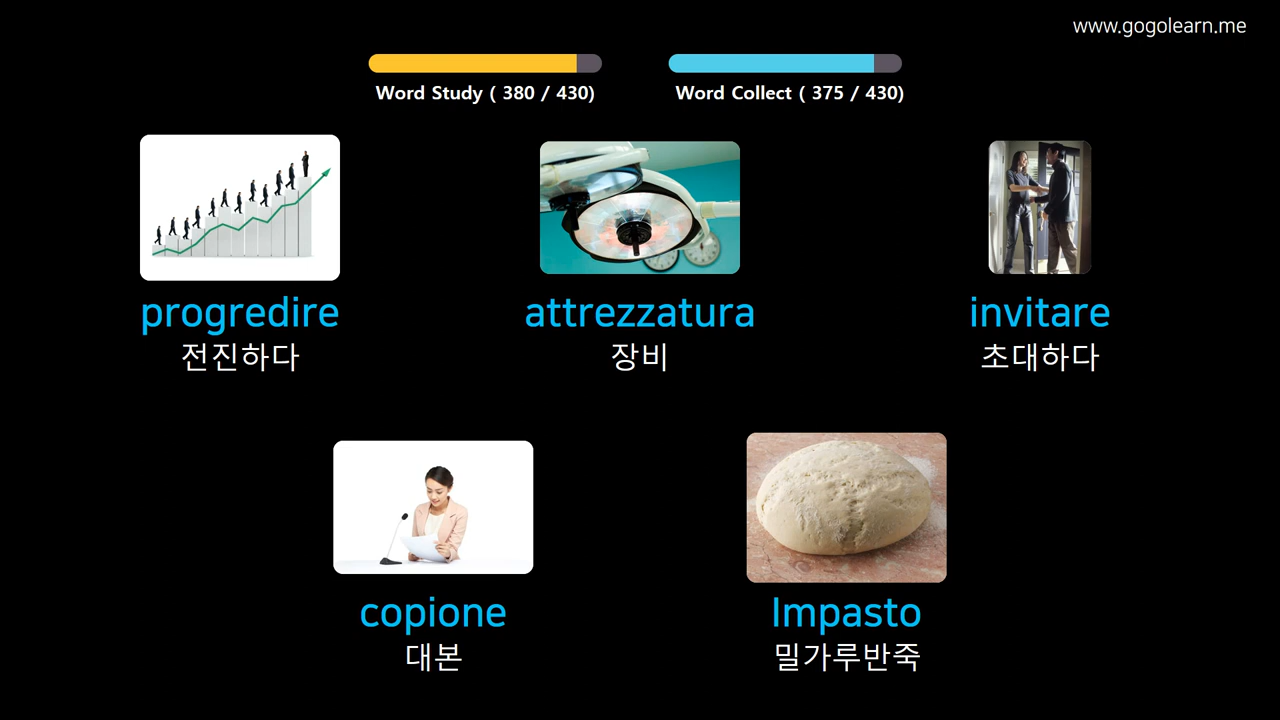 www.gogolearn.me
Word Study ( 380 / 430)
Word Collect ( 375 / 430)
progredire
전진하다
attrezzatura
장비
invitare
초대하다
copione
대본
Impasto
밀가루반죽